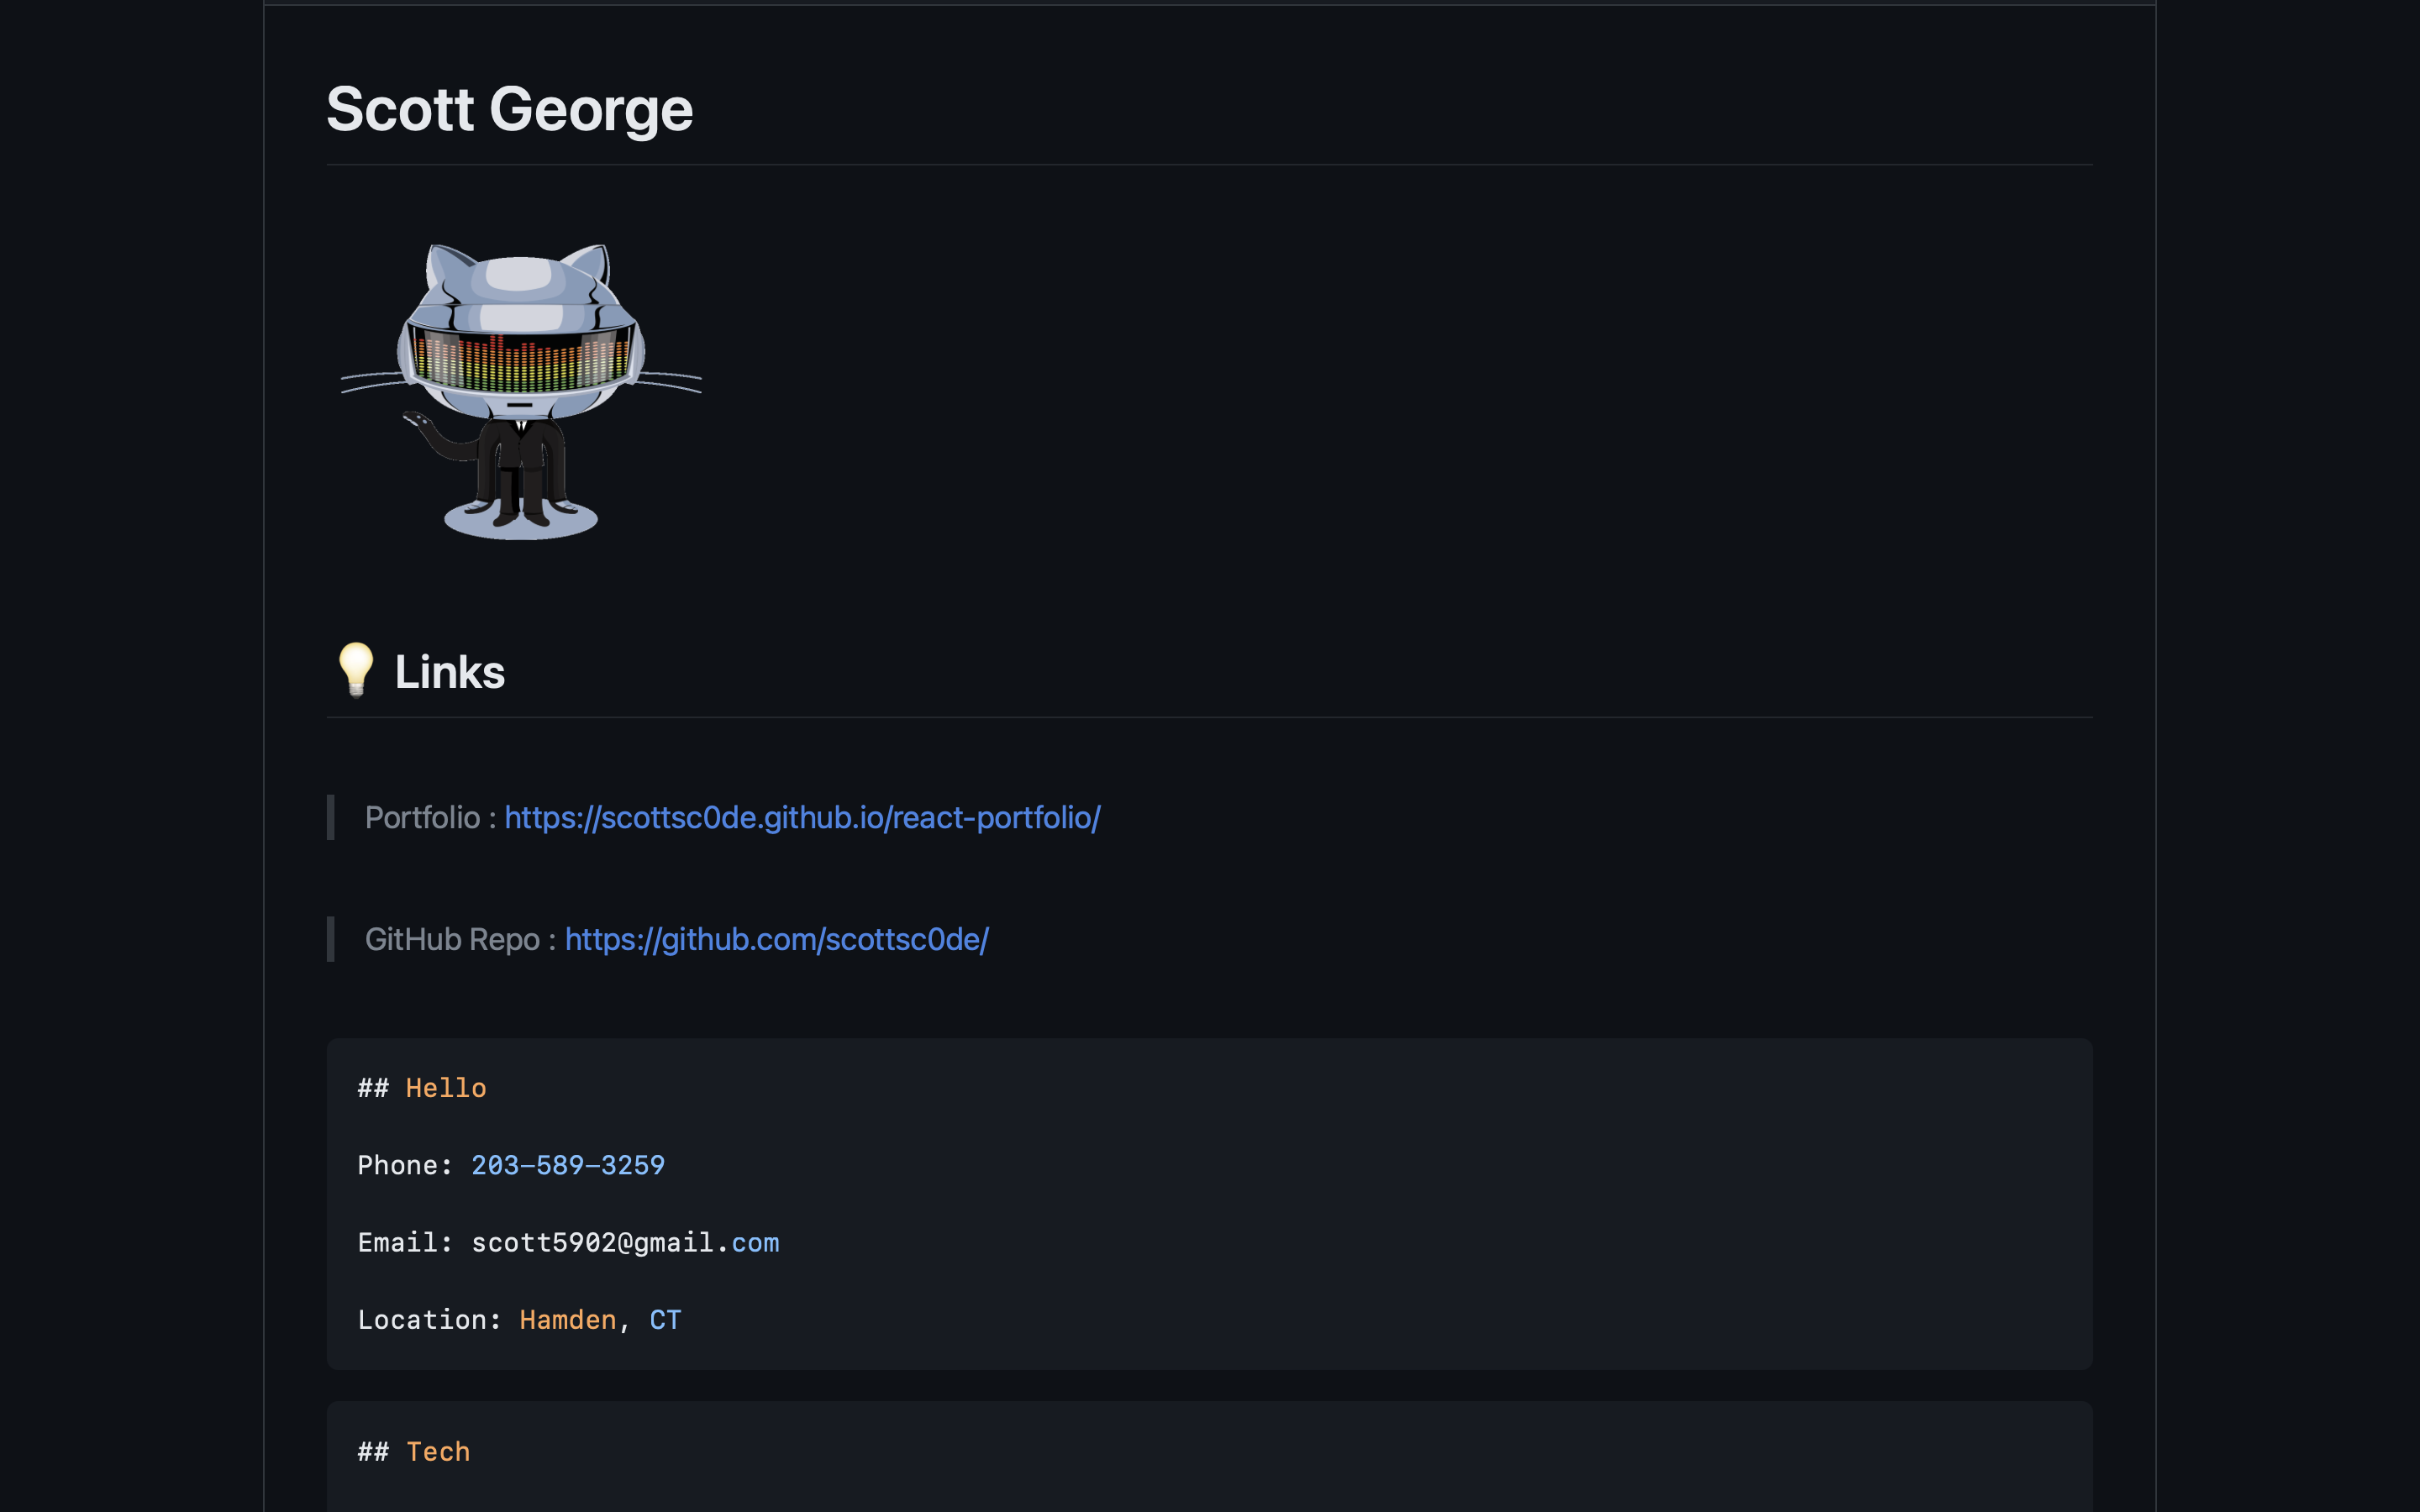 Scott George
💡 Links
Portfolio : https://scottsc0de.github.io/react-portfolio/
GitHub Repo : https://github.com/scottsc0de/
## Hello
Phone: 203-589-3259
Email: scott5902@gmail.com
Location: Hamden, CT
## Tech